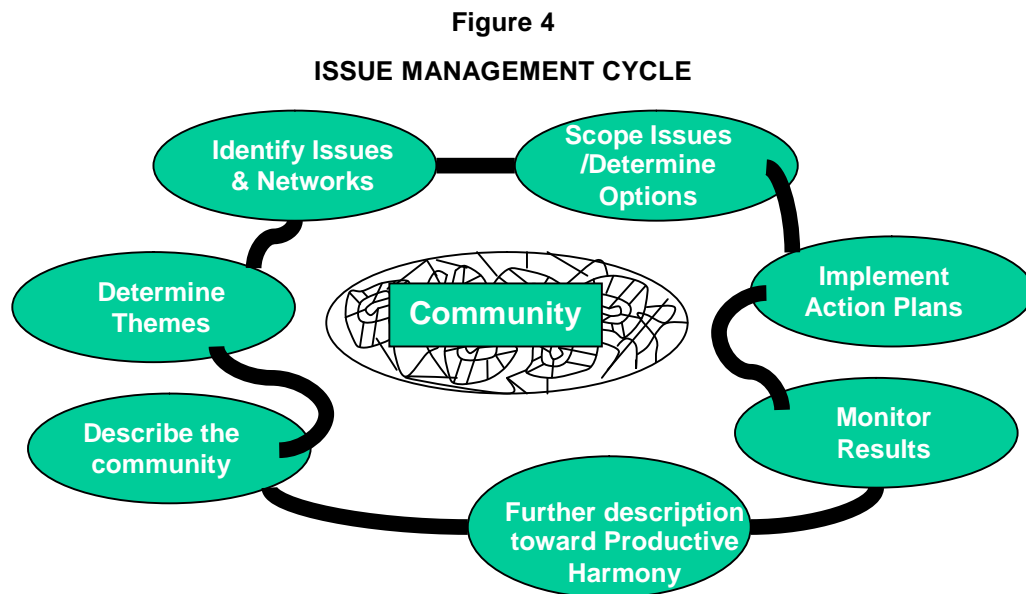 Figure 4
ISSUE MANAGEMENT CYCLE
Identify Issues
& Networks
Scope Issues
/Determine
Options
Determine
Themes
Community
Implement
Action Plans
Describe the
community
Monitor
Results
Further description
toward Productive
Harmony